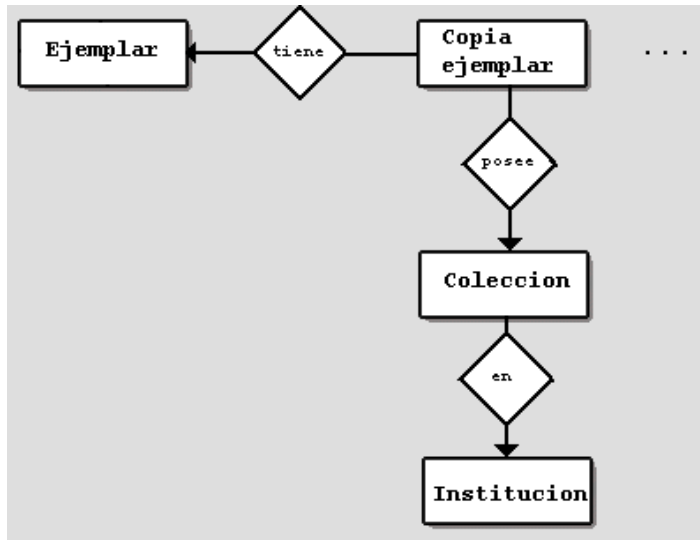 Ejemplar
tiene
Copia
ejemplar
...
posee
Coleccion
en
Institucion